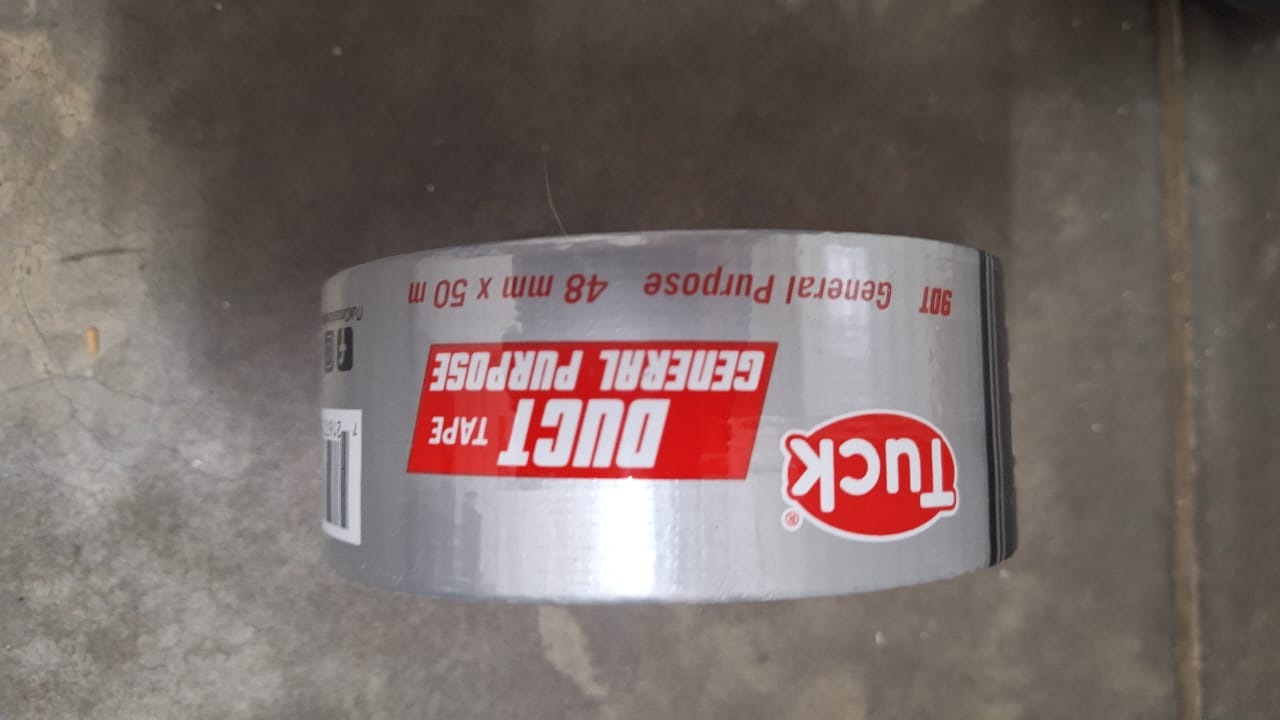 Tuck®
DUCT TAPE
GENERAL PURPOSE
90T General Purpose 48 mm x 50 m